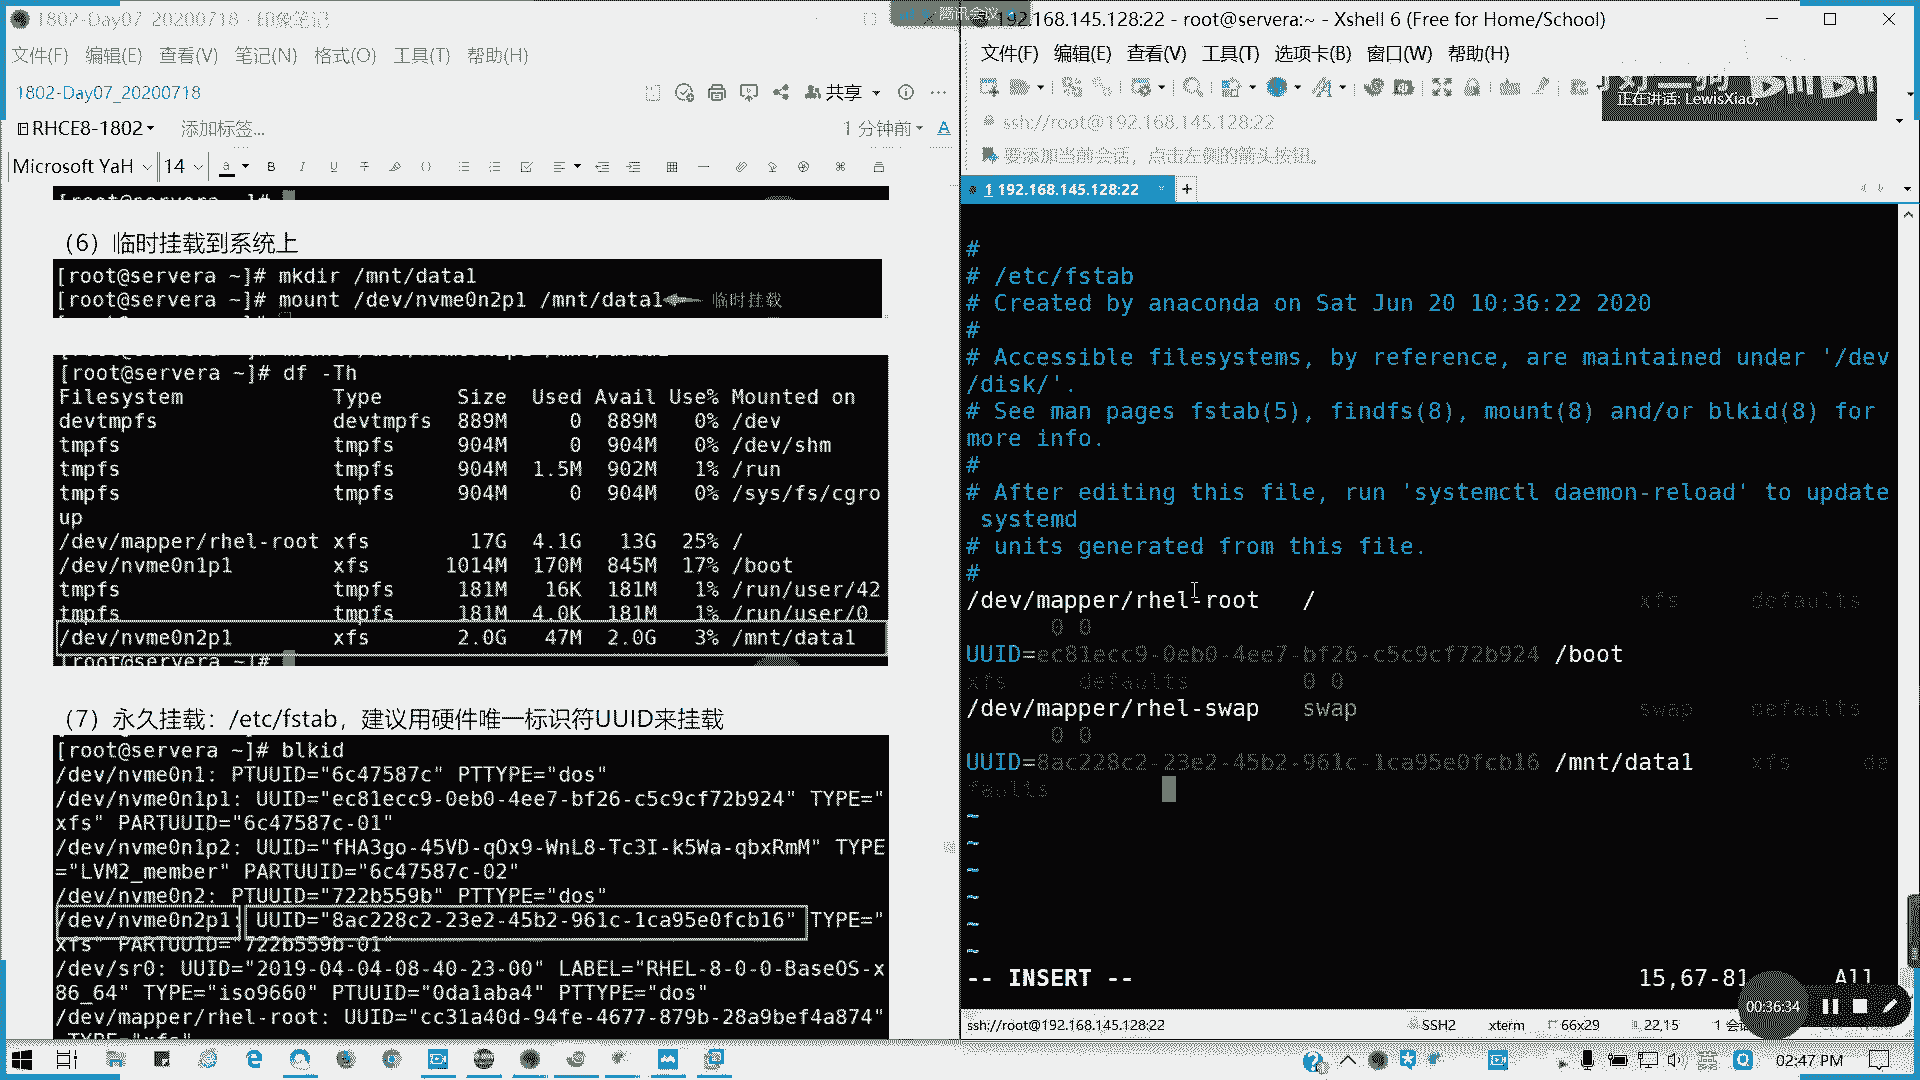 1802-Day07_20200718 - 印象笔记
文件(F) 编辑(E) 查看(V) 笔记(N) 格式(O) 工具(T) 帮助(H)
1802-Day07_20200718
共享
RHCE8-1802
添加标签...
1 分钟前
Microsoft YaH 14
(6) 临时挂载到系统上
[root@servera ~]# mkdir /mnt/data1
[root@servera ~]# mount /dev/nvme0n2p1 /mnt/data1
临时挂载
[root@servera ~]# df -Th
Filesystem Type Size Used Avail Use% Mounted on
devtmpfs devtmpfs 889M 0 889M 0% /dev
tmpfs tmpfs 904M 0 904M 0% /dev/shm
tmpfs tmpfs 904M 1.5M 902M 1% /run
tmpfs tmpfs 904M 0 904M 0% /sys/fs/cgro
up
/dev/mapper/rhel-root xfs 17G 4.1G 13G 25% /
/dev/nvme0n1p1 xfs 1014M 170M 845M 17% /boot
tmpfs tmpfs 181M 16K 181M 1% /run/user/42
tmpfs tmpfs 181M 4.0K 181M 1% /run/user/0
/dev/nvme0n2p1 xfs 2.0G 47M 2.0G 3% /mnt/data1
[root@servera ~]#
(7) 永久挂载: /etc/fstab, 建议用硬件唯一标识符UUID来挂载
[root@servera ~]# blkid
/dev/nvme0n1: PTUUID="6c47587c" PTTYPE="dos"
/dev/nvme0n1p1: UUID="ec81ecc9-0eb0-4ee7-bf26-c5c9cf72b924" TYPE="
xfs" PARTUUID="6c47587c-01"
/dev/nvme0n1p2: UUID="fHA3go-45VD-qOx9-WnL8-Tc3I-k5Wa-qbxRmM" TYPE
="LVM2_member" PARTUUID="6c47587c-02"
/dev/nvme0n2: PTUUID="722b559b" PTTYPE="dos"
/dev/nvme0n2p1: UUID="8ac228c2-23e2-45b2-961c-1ca95e0fcb16" TYPE="
xfs" PARTUUID="722b559b-01"
/dev/sr0: UUID="2019-04-04-08-40-23-00" LABEL="RHEL-8-0-0-BaseOS-x
86_64" TYPE="iso9660" PTUUID="0da1aba4" PTTYPE="dos"
/dev/mapper/rhel-root: UUID="cc31a40d-94fe-4677-879b-28a9bef4a874"
腾讯会议
192.168.145.128:22 - root@servera:~ - Xshell 6 (Free for Home/School)
文件(F) 编辑(E) 查看(V) 工具(T) 选项卡(B) 窗口(W) 帮助(H)
正在讲话: LewisXiao;
ssh://root@192.168.145.128:22
要添加当前会话，点击左侧的箭头按钮。
1 192.168.145.128:22
#
# /etc/fstab
# Created by anaconda on Sat Jun 20 10:36:22 2020
#
# Accessible filesystems, by reference, are maintained under '/dev
/disk/'.
# See man pages fstab(5), findfs(8), mount(8) and/or blkid(8) for
more info.
#
# After editing this file, run 'systemctl daemon-reload' to update
systemd
# units generated from this file.
#
/dev/mapper/rhel-root / xfs defaults
0 0
UUID=ec81ecc9-0eb0-4ee7-bf26-c5c9cf72b924 /boot
xfs defaults 0 0
/dev/mapper/rhel-swap swap swap defaults
0 0
UUID=8ac228c2-23e2-45b2-961c-1ca95e0fcb16 /mnt/data1 xfs de
faults
~
~
~
~
~
~
-- INSERT -- 15,67-81 All
00:36:34
ssh://root@192.168.145.128:22 SSH2 xterm 66x29 22,15
02:47 PM